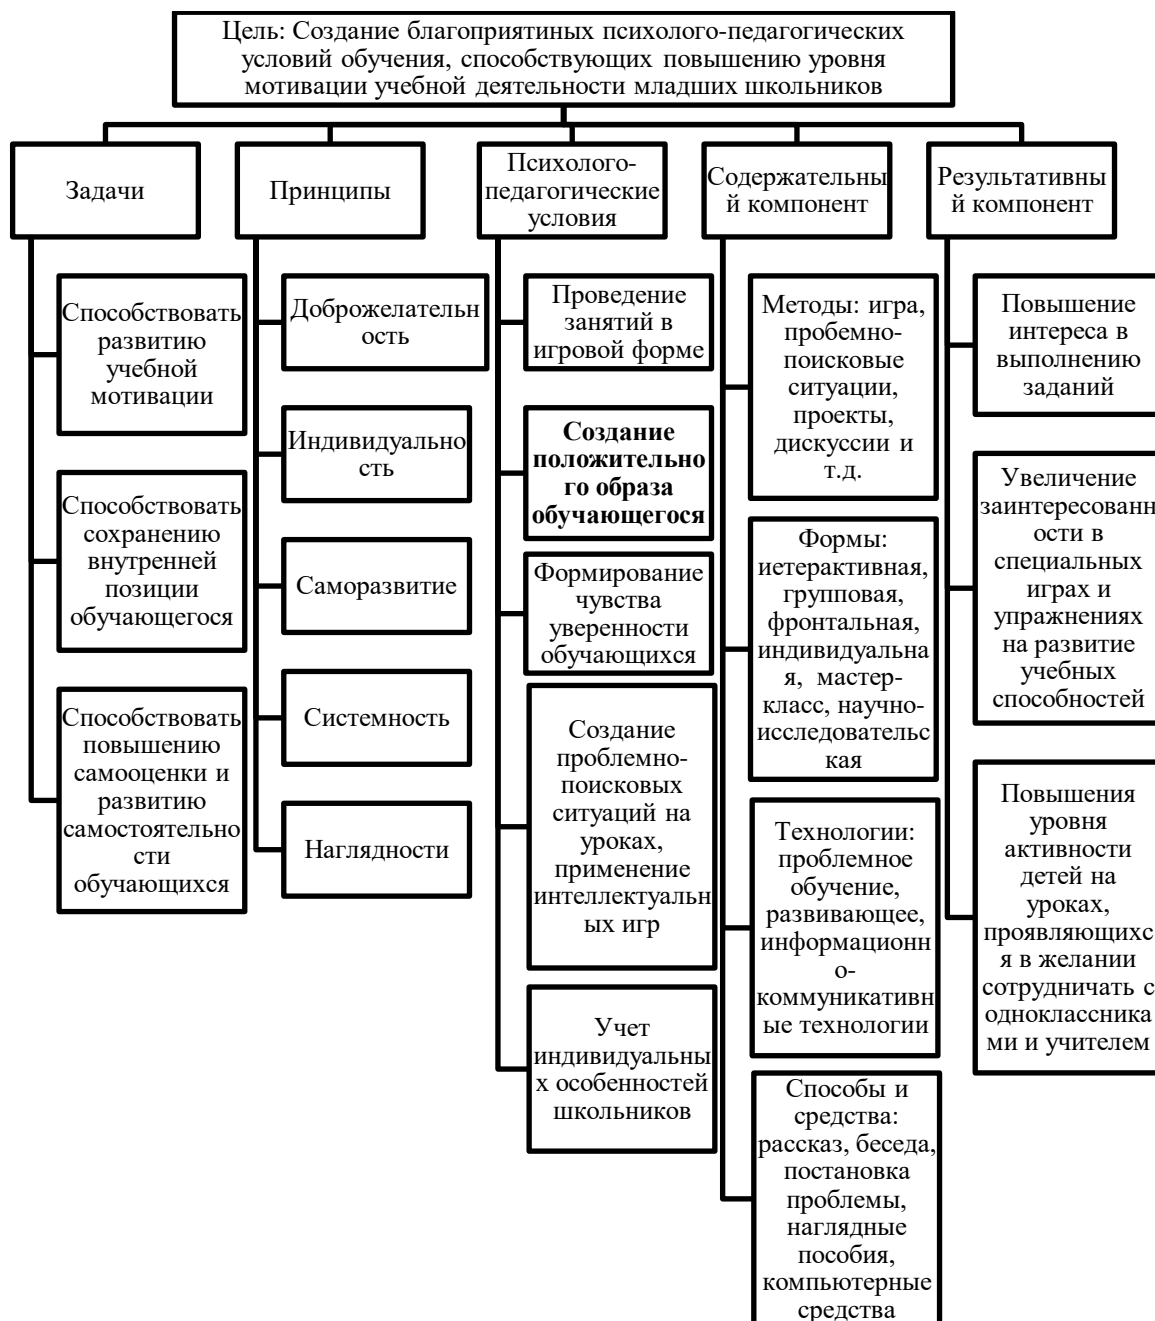 Цель: Создание благоприятиных психолого-педагогических
условий обучения, способствующих повышению уровня
мотивации учебной деятельности младших школьников
Задачи
Способствовать
развитию
учебной
мотивации
Способствовать
сохранению
внутренней
позиции
обучающегося
Способствовать
повышению
самооценки и
развитию
самостоятельно
сти
обучающихся
Принципы
Доброжелательн
ость
Индивидуально
сть
Саморазвитие
Системность
Наглядности
Психолого-
педагогические
условия
Проведение
занятий в
игровой форме
Создание
положительно
го образа
обучающегося
Формирование
чувства
уверенности
обучающихся
Создание
проблемно-
поисковых
ситуаций на
уроках,
применение
интеллектуальн
ых игр
Учет
индивидуальны
х особенностей
школьников
Содержательны
й компонент
Методы: игра,
пробемно-
поисковые
ситуации,
проекты,
дискуссии и
т.д.
Формы:
иетерактивная,
групповая,
фронтальная,
индивидуальна
я, мастер-
класс, научно-
исследовательс
кая
Технологии:
проблемное
обучение,
развивающее,
информационн
о-
коммуникативн
ые технологии
Способы и
средства:
рассказ, беседа,
постановка
проблемы,
наглядные
пособия,
компьютерные
средства
Результативны
й компонент
Повышение
интереса в
выполнению
заданий
Увеличение
заинтересованн
ости в
специальных
играх и
упражнениях
на развитие
учебных
способностей
Повышения
уровня
активности
детей на
уроках,
проявляющихс
я в желании
сотрудничать с
одноклассника
ми и учителем